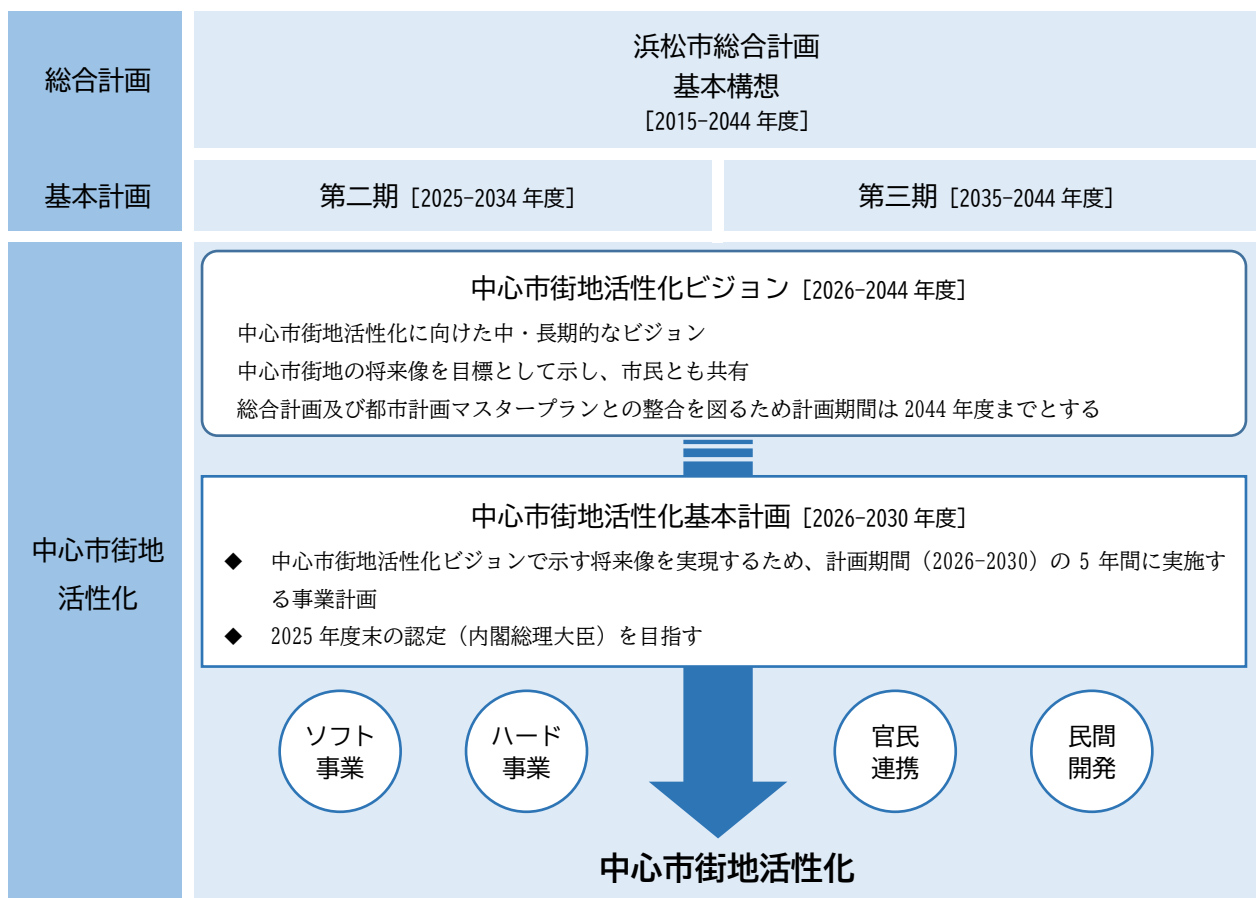 総合計画
浜松市総合計画
基本構想
[2015-2044 年度]
基本計画
第二期 [2025-2034 年度]
第三期 [2035-2044 年度]
中心市街地
活性化
中心市街地活性化ビジョン [2026-2044 年度]
中心市街地活性化に向けた中・長期的なビジョン
中心市街地の将来像を目標として示し、市民とも共有
総合計画及び都市計画マスタープランとの整合を図るため計画期間は 2044 年度までとする
中心市街地活性化基本計画 [2026-2030 年度]
◆ 中心市街地活性化ビジョンで示す将来像を実現するため、計画期間（2026-2030）の 5 年間に実施す
る事業計画
◆ 2025 年度末の認定（内閣総理大臣）を目指す
ソフト
事業
ハード
事業
官民
連携
民間
開発
中心市街地活性化